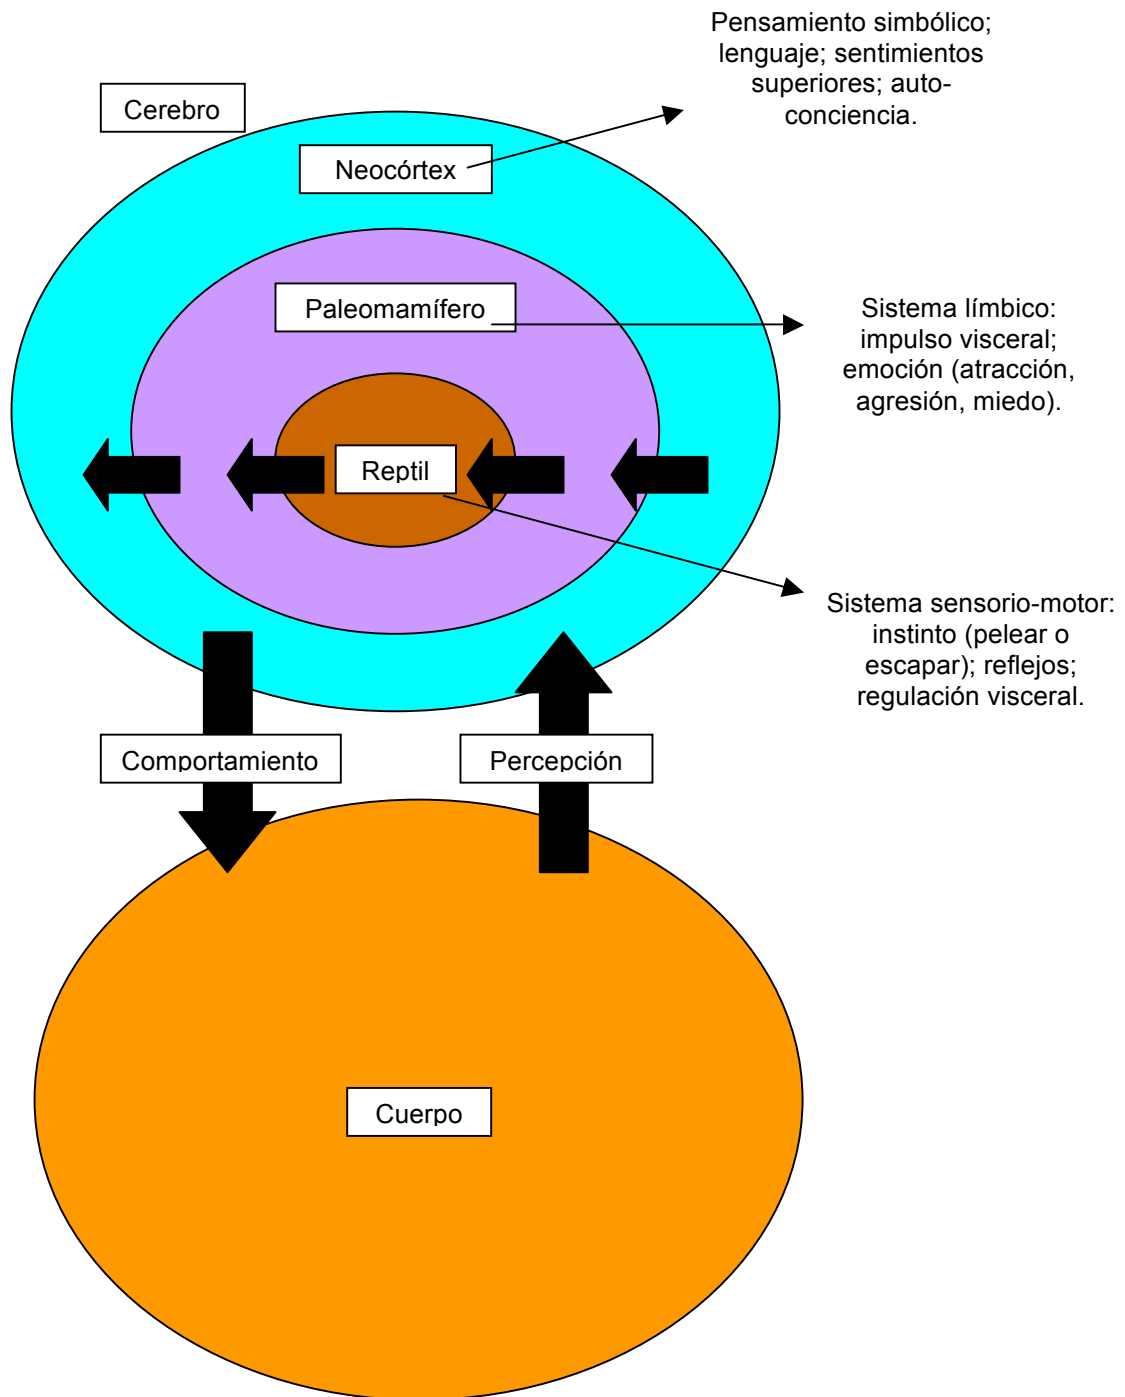 Pensamiento simbólico;
lenguaje; sentimientos
superiores; auto-
conciencia.
Cerebro
Neocórtex
Paleomamífero
Sistema límbico:
impulso visceral;
emoción (atracción,
agresión, miedo).
Reptil
Sistema sensorio-motor:
instinto (pelear o
escapar); reflejos;
regulación visceral.
Comportamiento
Percepción
Cuerpo